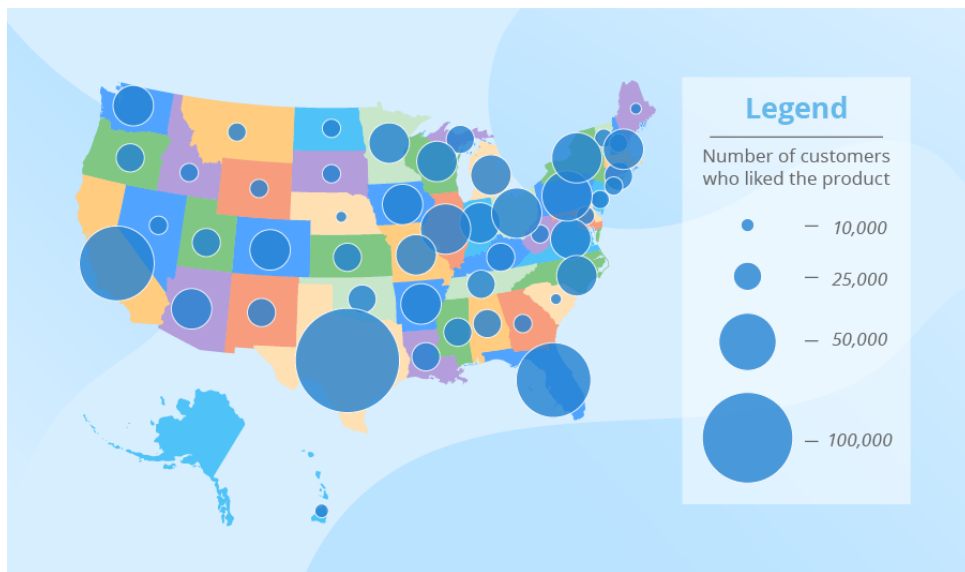 Legend
Number of customers
who liked the product
— 10,000
— 25,000
— 50,000
— 100,000